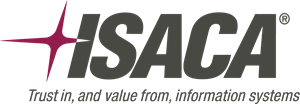 ISACA®
Trust in, and value from, information systems